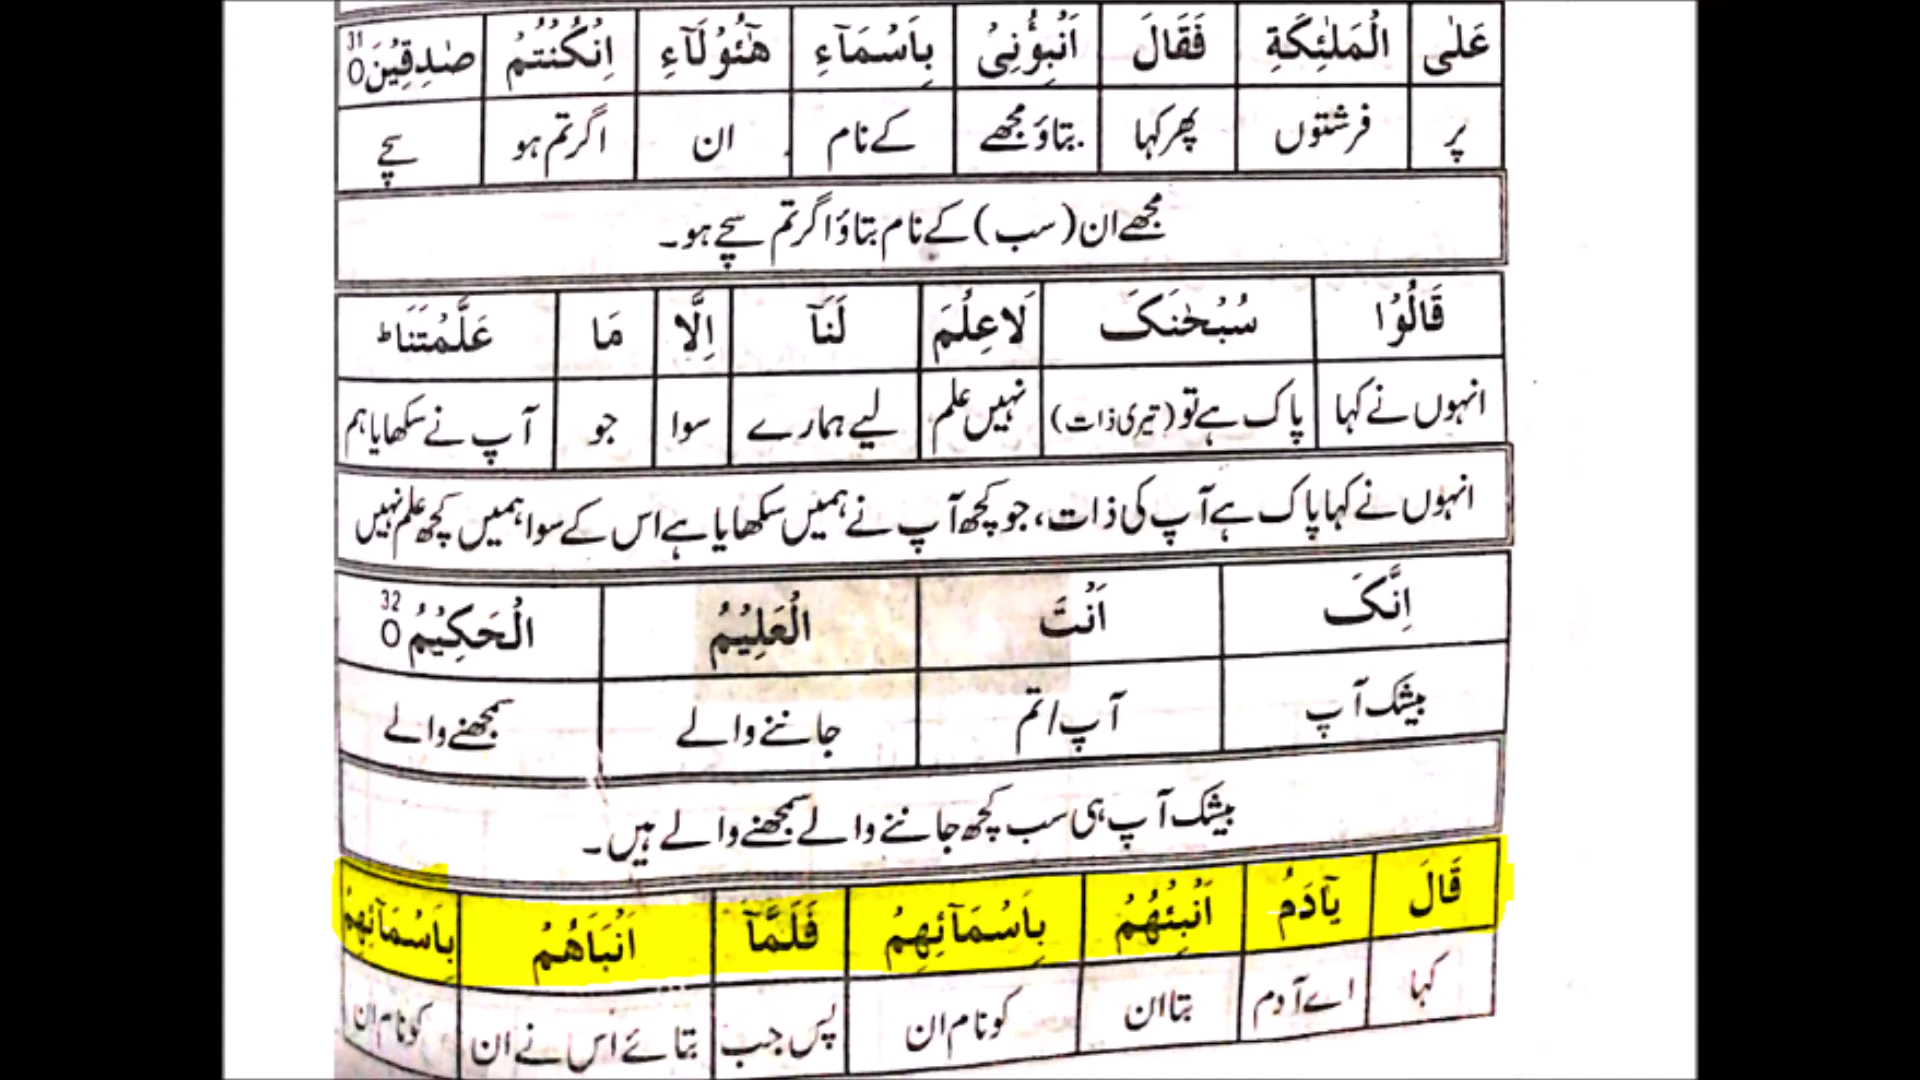 عَلٰى الْمَلٰٓئِكَةِ فَقَالَ اَنْبِۢـُٔوْنِىْ بِاَسْمَآءِ هٰٓـُٔوْلَآءِ اِنْ كُنْتُمْ صٰدِقِيْنَ O 31
پر فرشتوں پھر کہا بتاؤ مجھے کے نام ان اگر تم ہو سچے
مجھے ان (سب) کے نام بتاؤ اگر تم سچے ہو۔
قَالُوْا سُبْحٰنَكَ لَا عِلْمَ لَنَآ اِلَّا مَا عَلَّمْتَنَا ط
انہوں نے کہا پاک ہے تو (تیری ذات) نہیں علم لیے ہمارے سوا جو آپ نے سکھایا ہم
انہوں نے کہا پاک ہے آپ کی ذات، جو کچھ آپ نے ہمیں سکھایا ہے اس کے سوا ہمیں کچھ علم نہیں
اِنَّكَ اَنْتَ الْعَلِيْمُ الْحَكِيْمُ O 32
بیشک آپ آپ/تم جاننے والے سمجھنے والے
بیشک آپ ہی سب کچھ جاننے والے سمجھنے والے ہیں۔
قَالَ يٰٓاٰدَمُ اَنْبِئْهُمْ بِاَسْمَآئِهِمْ فَلَمَّآ اَنْبَاَهُمْ بِاَسْمَآئِهِمْ
کہا اے آدم بتا ان کو نام ان پس جب بتائے اس نے ان کو نام ان